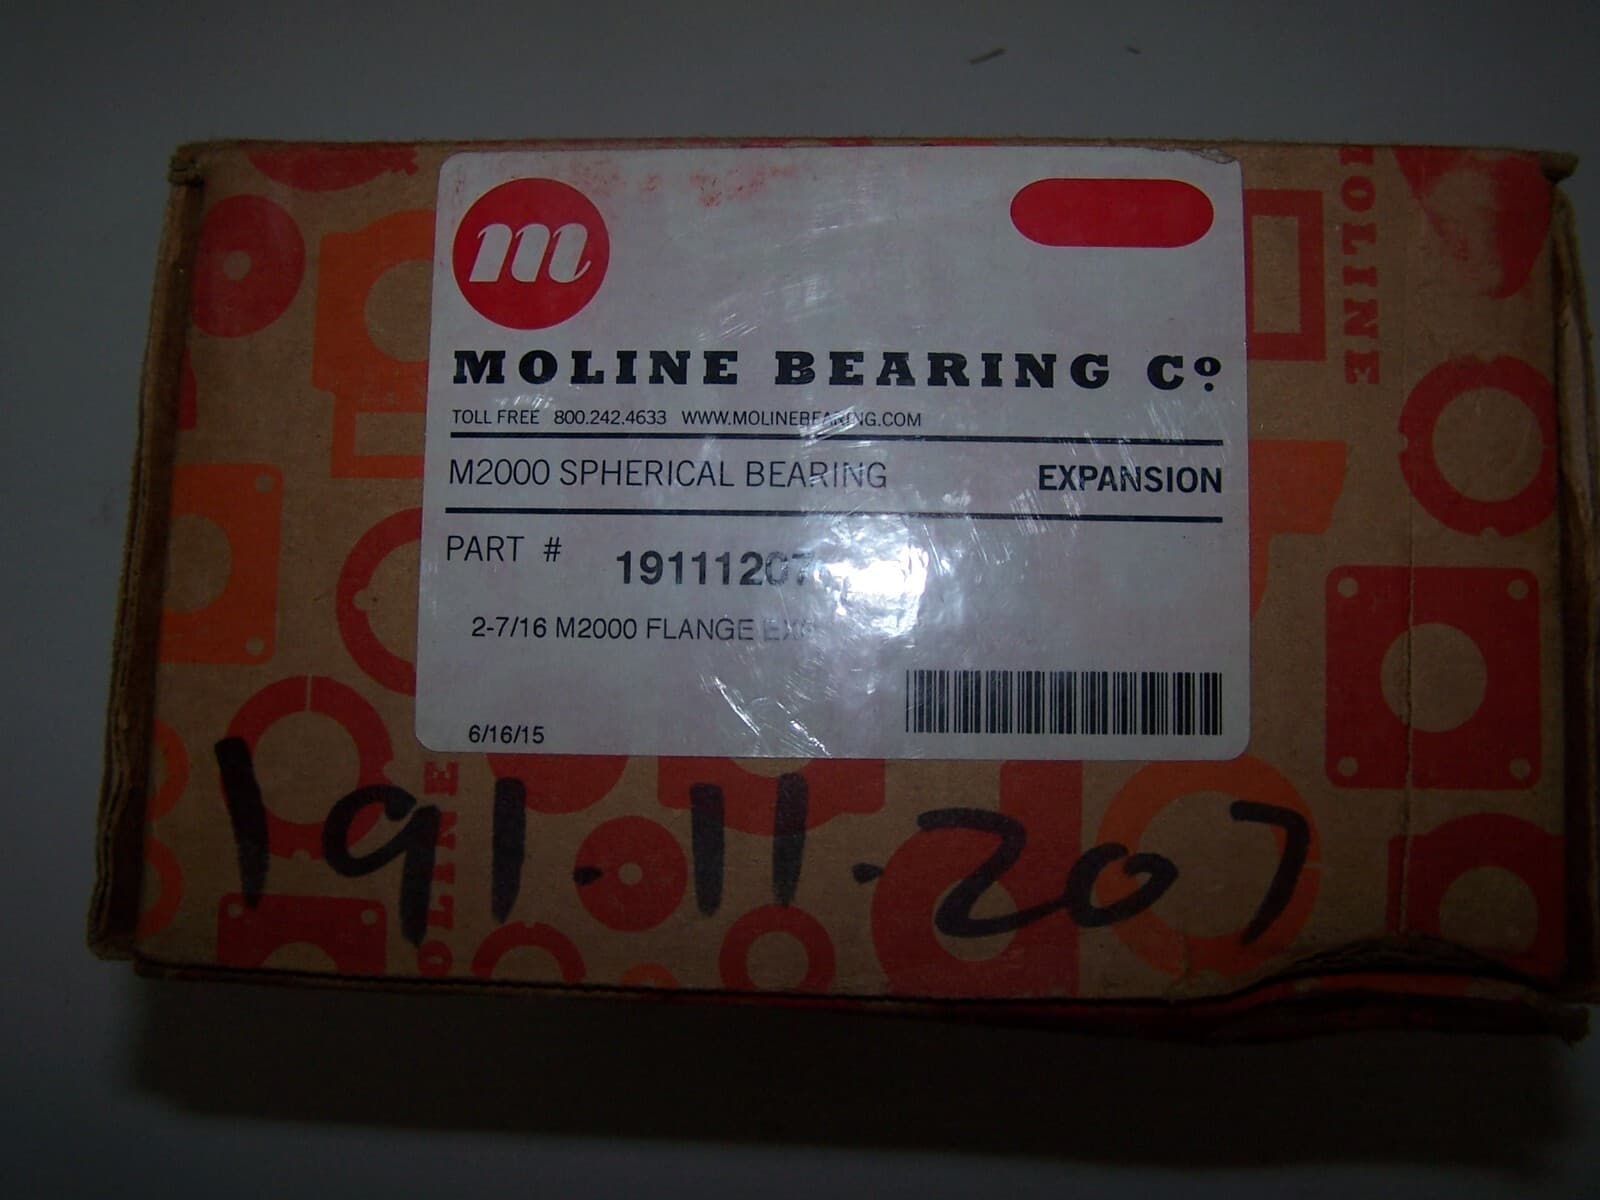 m
MOLINE BEARING Cº
TOLL FREE 800.242.4633 WWW.MOLINEBEARING.COM
M2000 SPHERICAL BEARING EXPANSION
PART # 19111207
2-7/16 M2000 FLANGE EXP
6/16/15
191.11.207
MOLINE
MOLINE